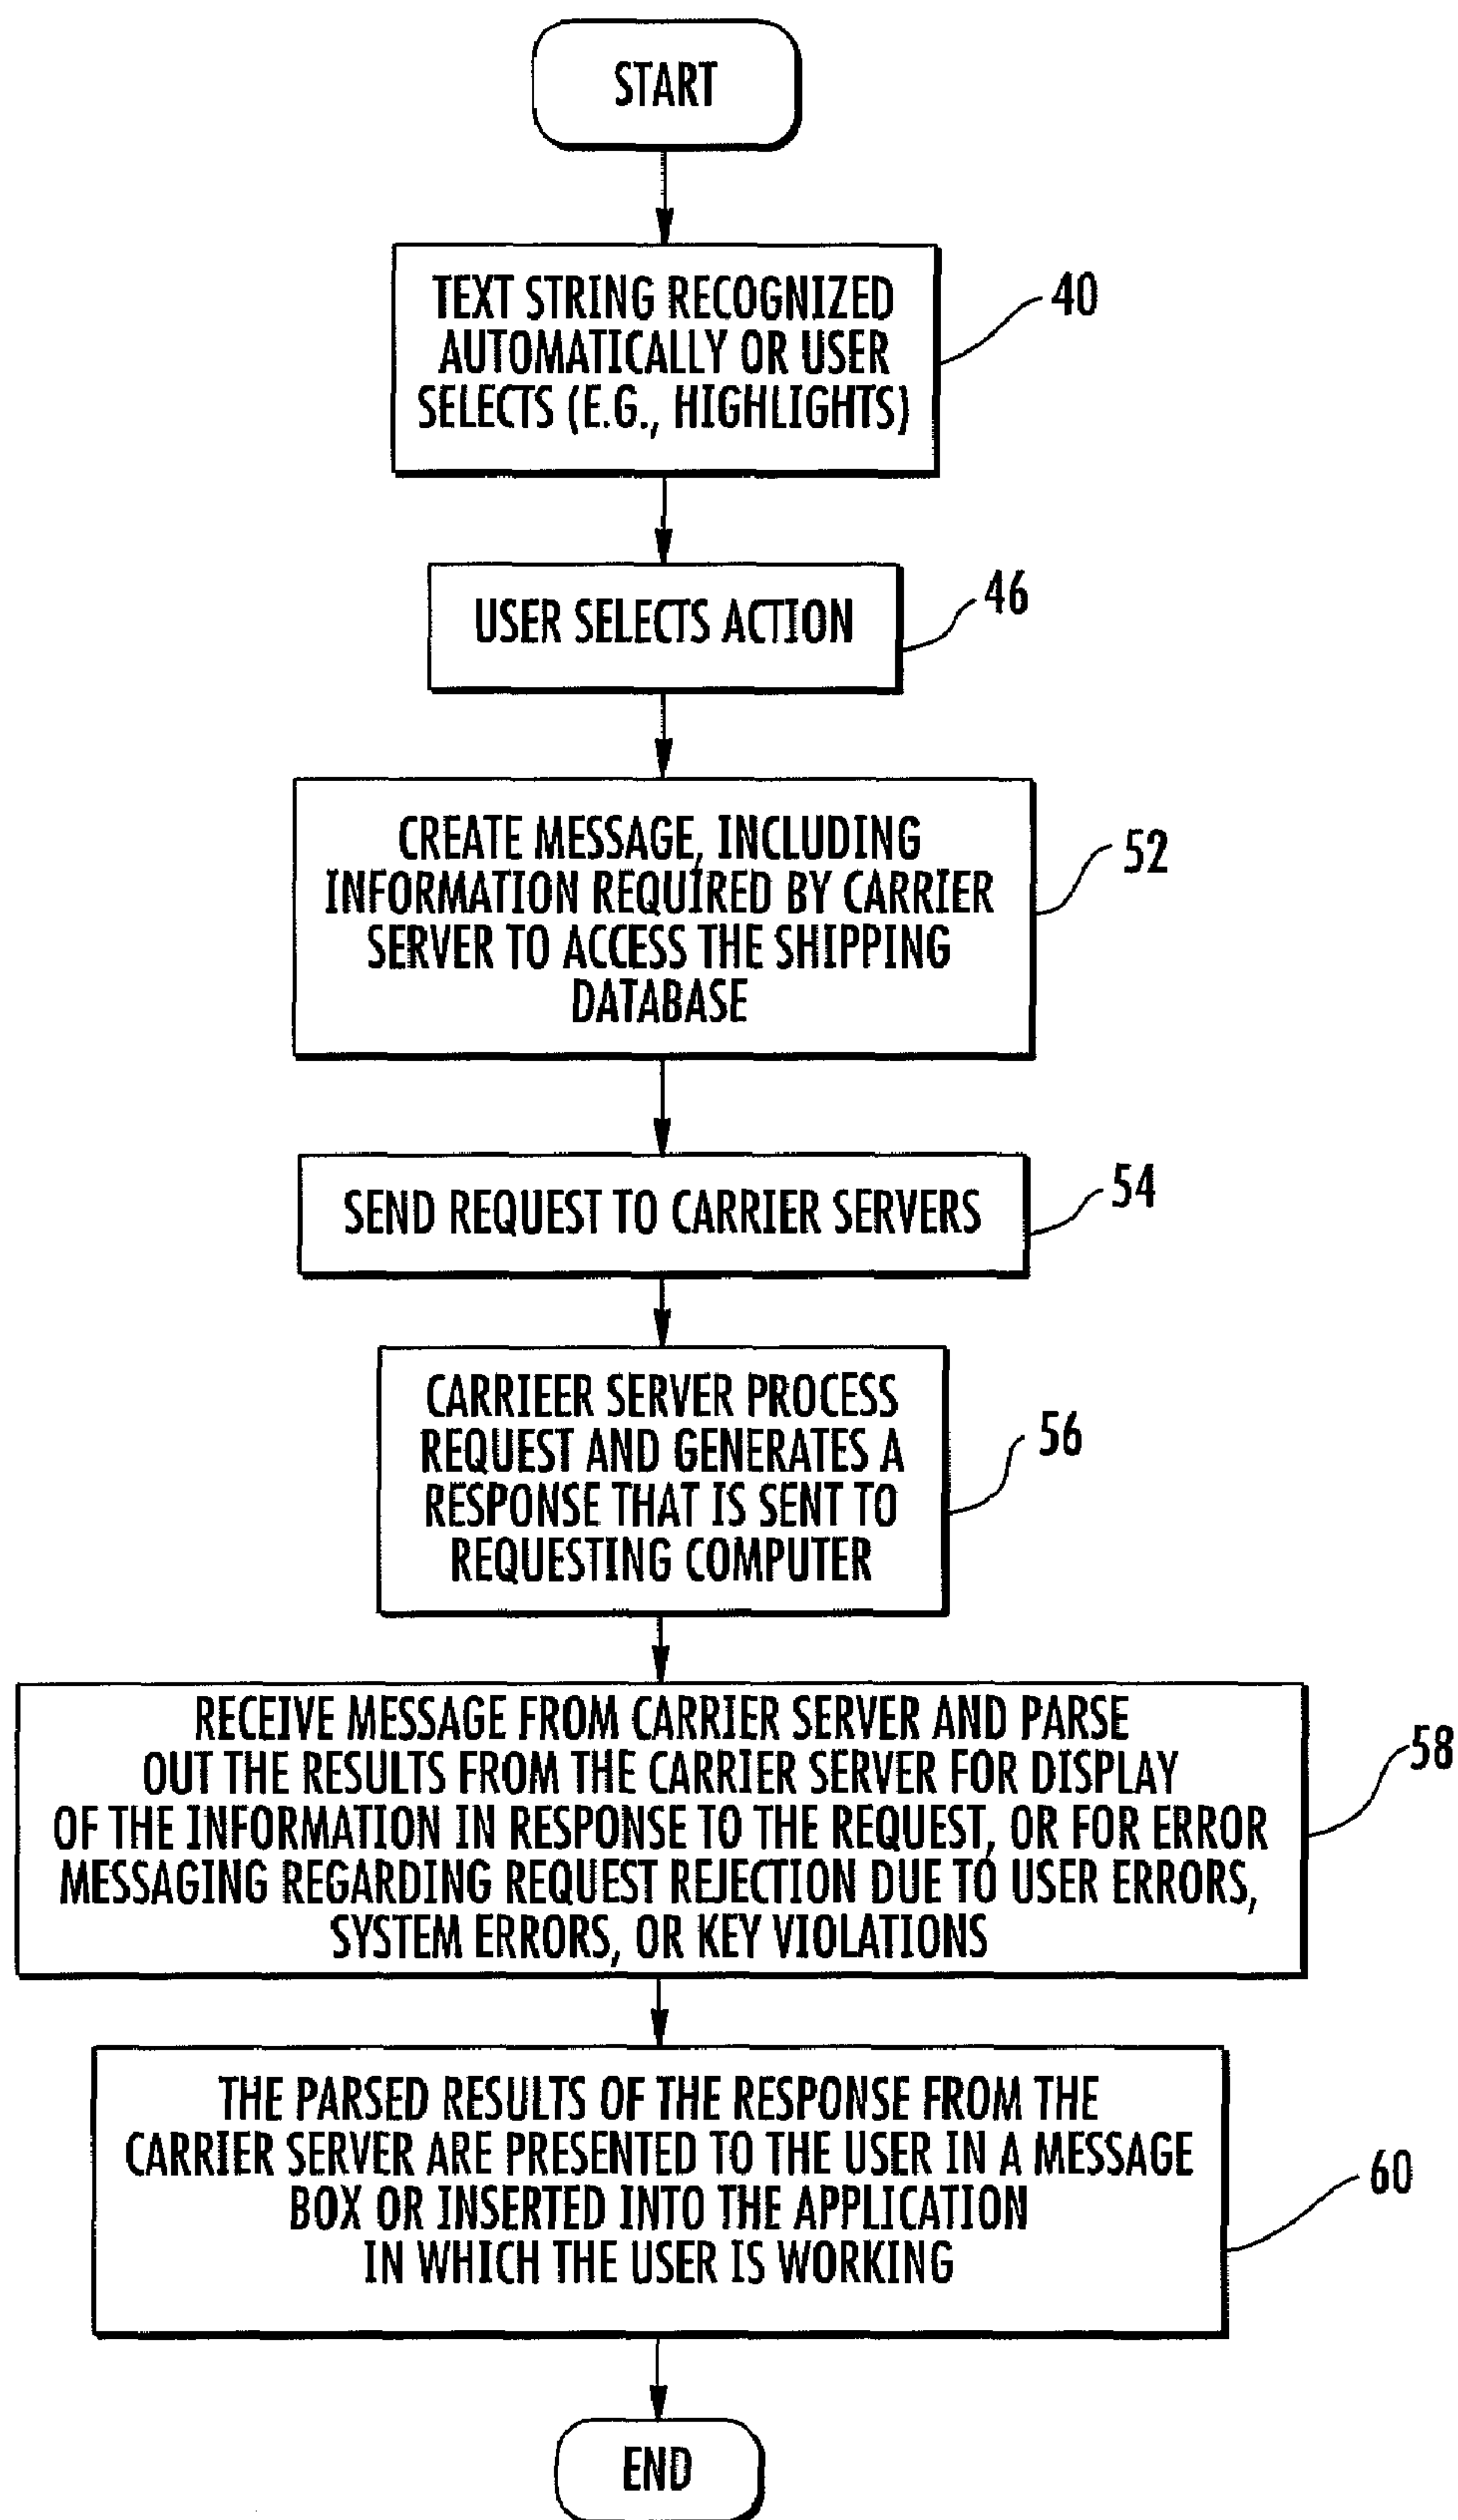 START
TEXT STRING RECOGNIZED
AUTOMATICALLY OR USER
SELECTS (E.G., HIGHLIGHTS)
40
USER SELECTS ACTION
46
CREATE MESSAGE, INCLUDING
INFORMATION REQUIRED BY CARRIER
SERVER TO ACCESS THE SHIPPING
DATABASE
52
SEND REQUEST TO CARRIER SERVERS
54
CARRIEER SERVER PROCESS
REQUEST AND GENERATES A
RESPONSE THAT IS SENT TO
REQUESTING COMPUTER
56
RECEIVE MESSAGE FROM CARRIER SERVER AND PARSE
OUT THE RESULTS FROM THE CARRIER SERVER FOR DISPLAY
OF THE INFORMATION IN RESPONSE TO THE REQUEST, OR FOR ERROR
MESSAGING REGARDING REQUEST REJECTION DUE TO USER ERRORS,
SYSTEM ERRORS, OR KEY VIOLATIONS
58
THE PARSED RESULTS OF THE RESPONSE FROM THE
CARRIER SERVER ARE PRESENTED TO THE USER IN A MESSAGE
BOX OR INSERTED INTO THE APPLICATION
IN WHICH THE USER IS WORKING
60
END